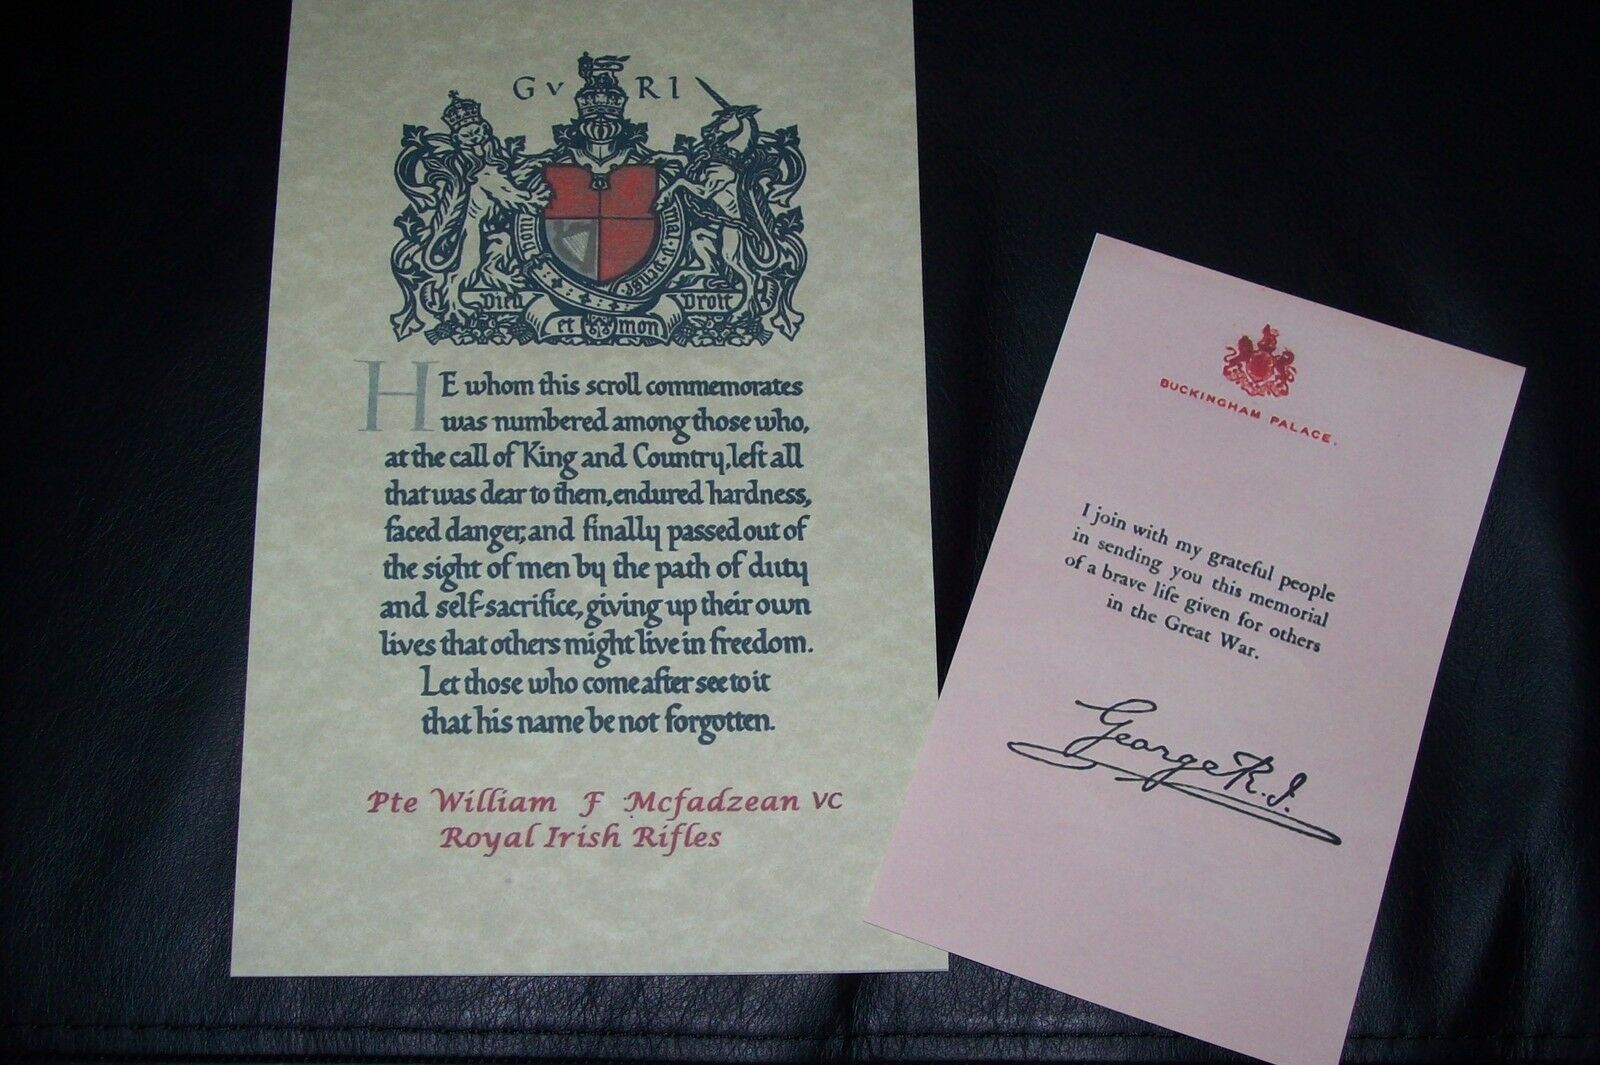 G V R I
honi
soit qui mal y pense
Dieu et mon Droit
HE whom this scroll commemorates
was numbered among those who,
at the call of King and Country, left all
that was dear to them, endured hardness,
faced danger, and finally passed out of
the sight of men by the path of duty
and self-sacrifice, giving up their own
lives that others might live in freedom.
Let those who come after see to it
that his name be not forgotten.
Pte William F Mcfadzean VC
Royal Irish Rifles
BUCKINGHAM PALACE.
I join with my grateful people
in sending you this memorial
of a brave life given for others
in the Great War.
George R.I.